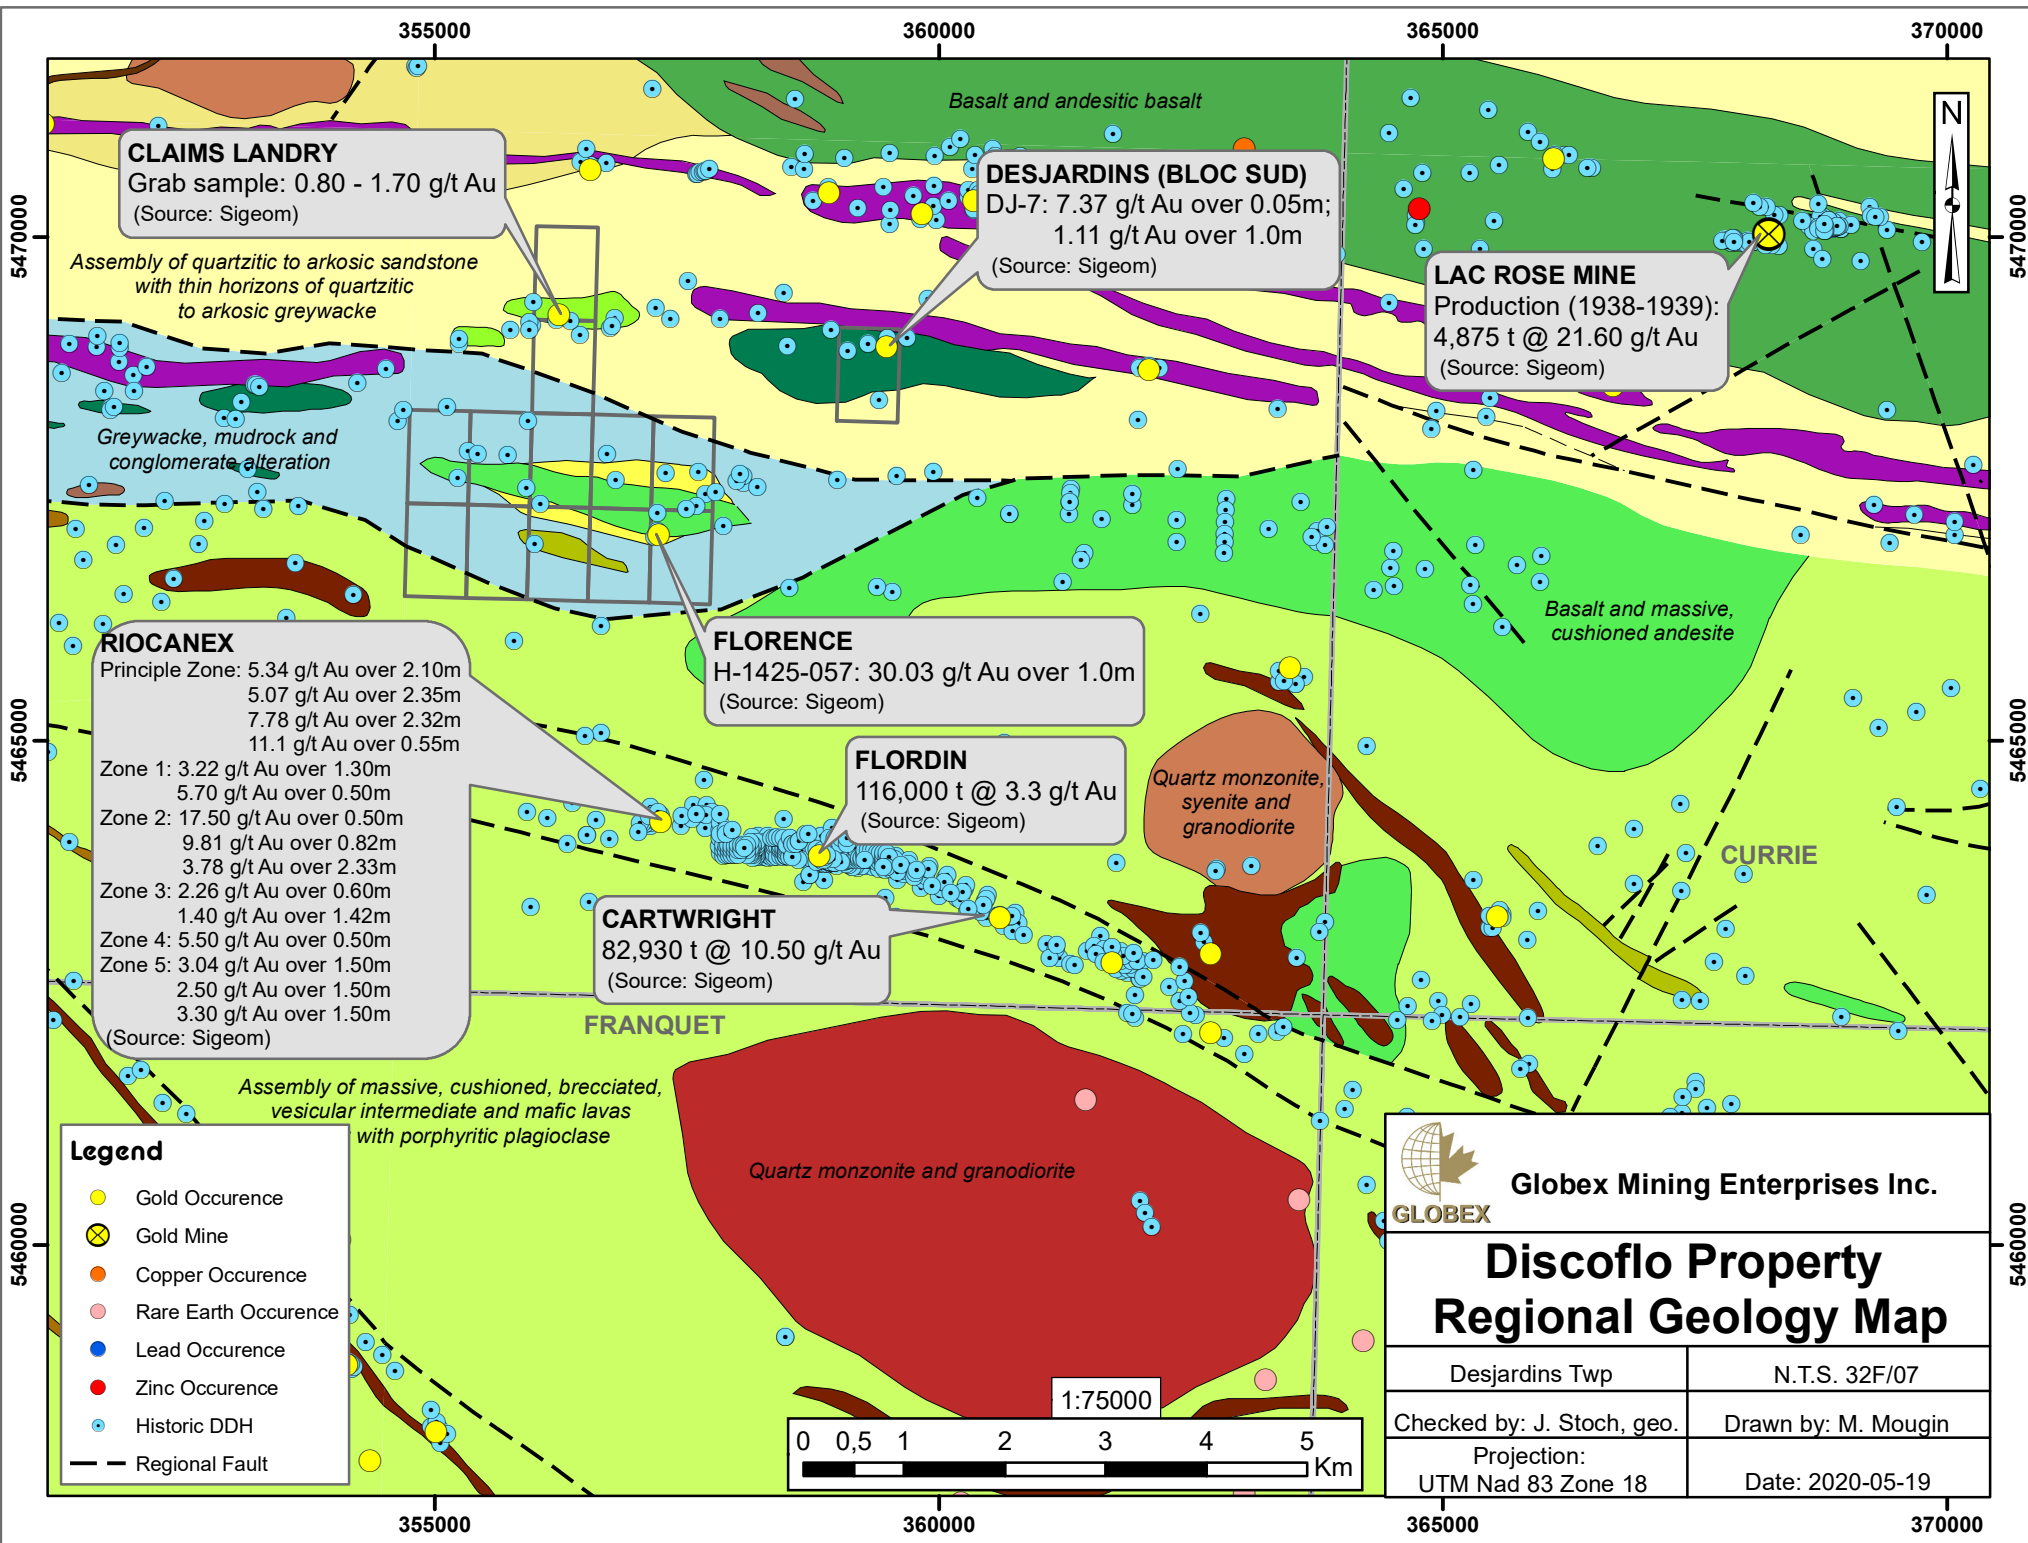 355000
360000
365000
370000
Basalt and andesitic basalt
N
CLAIMS LANDRY
Grab sample: 0.80 - 1.70 g/t Au
(Source: Sigeom)
DESJARDINS (BLOC SUD)
DJ-7: 7.37 g/t Au over 0.05m;
1.11 g/t Au over 1.0m
(Source: Sigeom)
5470000
5470000
Assembly of quartzitic to arkosic sandstone
with thin horizons of quartzitic
to arkosic greywacke
LAC ROSE MINE
Production (1938-1939):
4,875 t @ 21.60 g/t Au
(Source: Sigeom)
Greywacke, mudrock and
conglomerate alteration
Basalt and massive,
cushioned andesite
RIOCANEX
Principle Zone: 5.34 g/t Au over 2.10m
5.07 g/t Au over 2.35m
7.78 g/t Au over 2.32m
11.1 g/t Au over 0.55m
Zone 1: 3.22 g/t Au over 1.30m
5.70 g/t Au over 0.50m
Zone 2: 17.50 g/t Au over 0.50m
9.81 g/t Au over 0.82m
3.78 g/t Au over 2.33m
Zone 3: 2.26 g/t Au over 0.60m
1.40 g/t Au over 1.42m
Zone 4: 5.50 g/t Au over 0.50m
Zone 5: 3.04 g/t Au over 1.50m
2.50 g/t Au over 1.50m
3.30 g/t Au over 1.50m
(Source: Sigeom)
FLORENCE
H-1425-057: 30.03 g/t Au over 1.0m
(Source: Sigeom)
5465000
5465000
FLORDIN
116,000 t @ 3.3 g/t Au
(Source: Sigeom)
Quartz monzonite,
syenite and
granodiorite
CURRIE
CARTWRIGHT
82,930 t @ 10.50 g/t Au
(Source: Sigeom)
FRANQUET
Assembly of massive, cushioned, brecciated,
vesicular intermediate and mafic lavas
with porphyritic plagioclase
Quartz monzonite and granodiorite
Legend
Gold Occurence
Gold Mine
Copper Occurence
Rare Earth Occurence
Lead Occurence
Zinc Occurence
Historic DDH
Regional Fault
5460000
5460000
GLOBEX
Globex Mining Enterprises Inc.
Discoflo Property
Regional Geology Map
Desjardins Twp
N.T.S. 32F/07
Checked by: J. Stoch, geo.
Drawn by: M. Mougin
Projection:
UTM Nad 83 Zone 18
Date: 2020-05-19
1:75000
0 0,5 1 2 3 4 5
Km
355000
360000
365000
370000